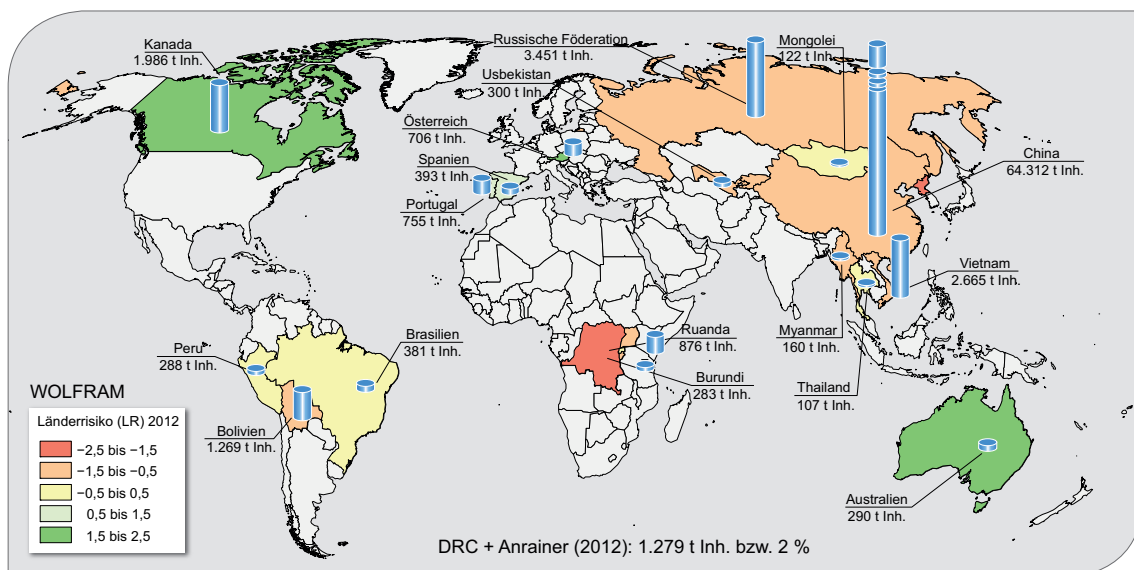 Kanada
1.986 t Inh.
Russische Föderation
3.451 t Inh.
Mongolei
122 t Inh.
Usbekistan
300 t Inh.
Österreich
706 t Inh.
Spanien
393 t Inh.
Portugal
755 t Inh.
China
64.312 t Inh.
Vietnam
2.665 t Inh.
Myanmar
160 t Inh.
Thailand
107 t Inh.
Ruanda
876 t Inh.
Burundi
283 t Inh.
Brasilien
381 t Inh.
Peru
288 t Inh.
Bolivien
1.269 t Inh.
Australien
290 t Inh.
WOLFRAM
Länderrisiko (LR) 2012
−2,5 bis −1,5
−1,5 bis −0,5
−0,5 bis 0,5
0,5 bis 1,5
1,5 bis 2,5
DRC + Anrainer (2012): 1.279 t Inh. bzw. 2 %